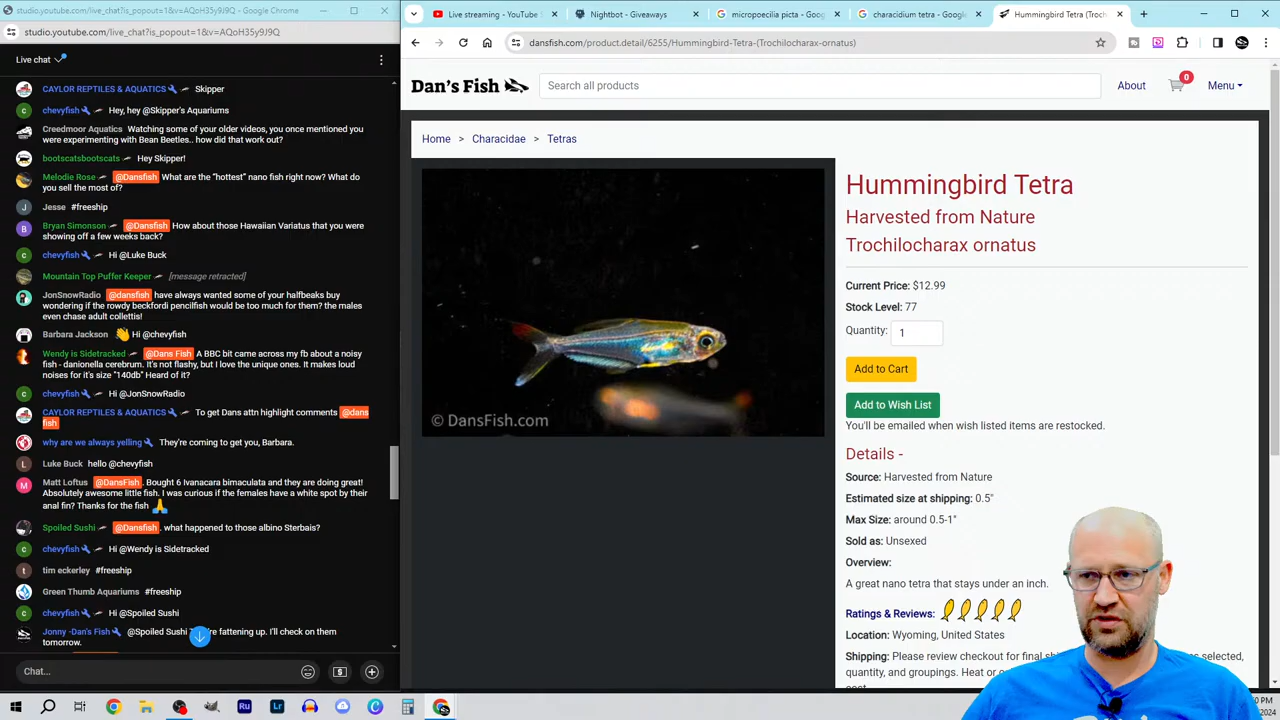 studio.youtube.com/live_chat?is_popout=1&v=AQoH35y9J9Q - Google Chrome
studio.youtube.com/live_chat?is_popout=1&v=AQoH35y9J9Q
Live chat
CAYLOR REPTILES & AQUATICS Skipper
chevyfish Hey, hey @Skipper's Aquariums
Creedmoor Aquatics Watching some of your older videos, you once mentioned you
were experimenting with Bean Beetles.. how did that work out?
bootscatsbootscats Hey Skipper!
Melodie Rose @Dansfish What are the "hottest" nano fish right now? What do
you sell the most of?
Jesse #freeship
Bryan Simonson @Dansfish How about those Hawaiian Variatus that you were
showing off a few weeks back?
chevyfish Hi @Luke Buck
Mountain Top Puffer Keeper [message retracted]
JonSnowRadio @dansfish have always wanted some of your halfbeaks buy
wondering if the rowdy beckfordi pencilfish would be too much for them? the males
even chase adult collettis!
Barbara Jackson Hi @chevyfish
Wendy is Sidetracked @Dans Fish A BBC bit came across my fb about a noisy
fish - danionella cerebrum. It's not flashy, but I love the unique ones. It makes loud
noises for it's size "140db" Heard of it?
chevyfish Hi @JonSnowRadio
CAYLOR REPTILES & AQUATICS To get Dans attn highlight comments @dans
fish
why are we always yelling They're coming to get you, Barbara.
Luke Buck hello @chevyfish
Matt Loftus @DansFish. Bought 6 Ivanacara bimaculata and they are doing great!
Absolutely awesome little fish. I was curious if the females have a white spot by their
anal fin? Thanks for the fish
Spoiled Sushi @Dansfish. what happened to those albino Sterbais?
chevyfish Hi @Wendy is Sidetracked
tim eckerley #freeship
Green Thumb Aquariums #freeship
chevyfish Hi @Spoiled Sushi
Jonny -Dan's Fish @Spoiled Sushi fattening up. I'll check on them
tomorrow.
Chat...
Live streaming - YouTube
Nightbot - Giveaways
micropoecilia picta - Goog
characidium tetra - Google
Hummingbird Tetra (Troch
dansfish.com/product.detail/6255/Hummingbird-Tetra-(Trochilocharax-ornatus)
Dan's Fish
Search all products
About
0
Menu
Home > Characidae > Tetras
© DansFish.com
Hummingbird Tetra
Harvested from Nature
Trochilocharax ornatus
Current Price: $12.99
Stock Level: 77
Quantity: 1
Add to Cart
Add to Wish List
You'll be emailed when wish listed items are restocked.
Details -
Source: Harvested from Nature
Estimated size at shipping: 0.5"
Max Size: around 0.5-1"
Sold as: Unsexed
Overview:
A great nano tetra that stays under an inch.
Ratings & Reviews:
Location: Wyoming, United States
Shipping: Please review checkout for final selected,
quantity, and groupings. Heat or
Ru
Lr